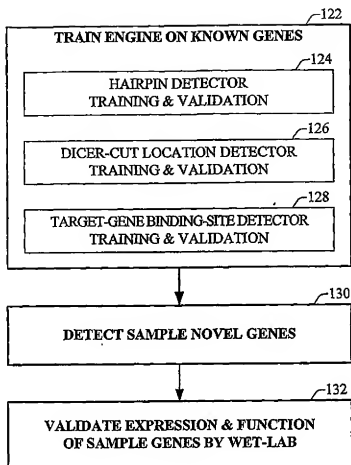 122
TRAIN ENGINE ON KNOWN GENES
124
HAIRPIN DETECTOR
TRAINING & VALIDATION
126
DICER-CUT LOCATION DETECTOR
TRAINING & VALIDATION
128
TARGET-GENE BINDING-SITE DETECTOR
TRAINING & VALIDATION
130
DETECT SAMPLE NOVEL GENES
132
VALIDATE EXPRESSION & FUNCTION
OF SAMPLE GENES BY WET-LAB